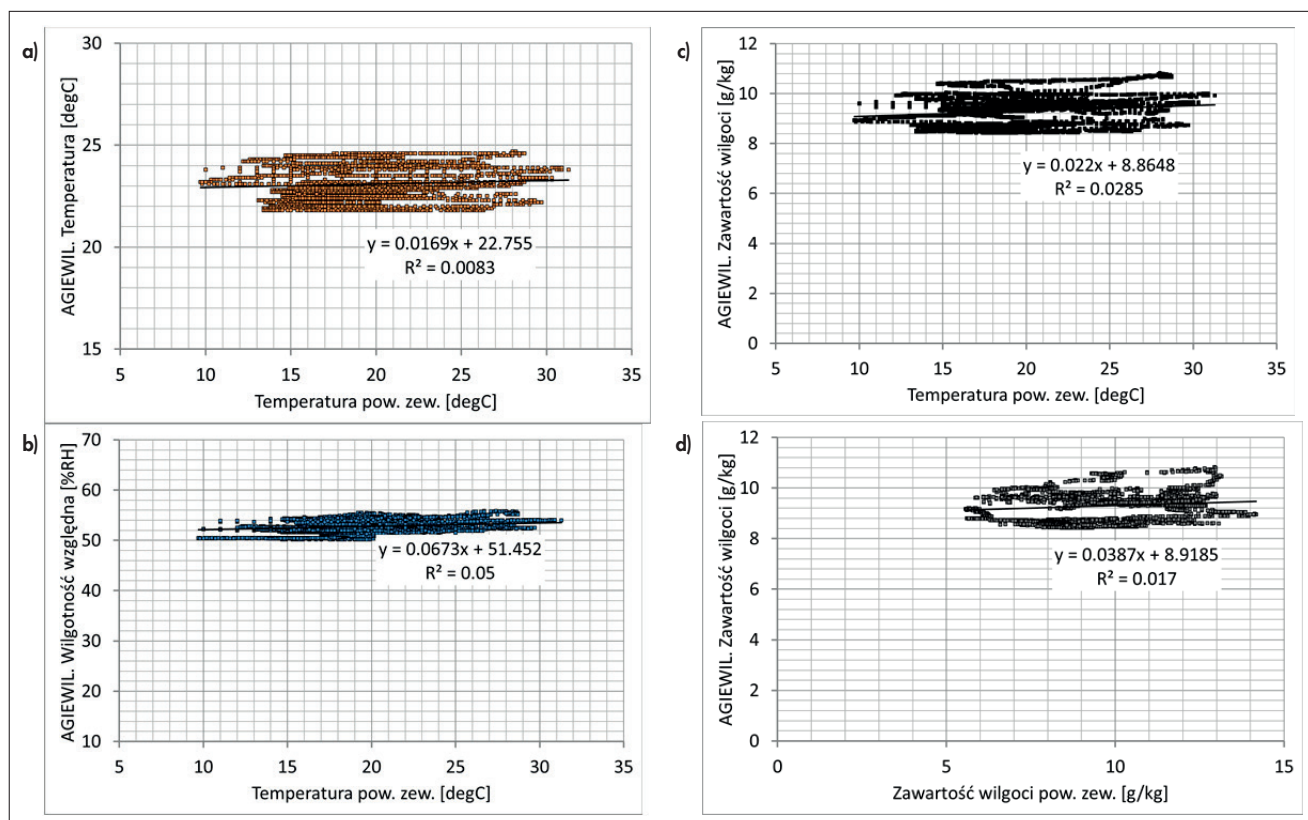 a)
AGIEWIL. Temperatura [degC]
30
25
20
15
y = 0.0169x + 22.755
R² = 0.0083
5 10 15 20 25 30 35
Temperatura pow. zew. [degC]
b)
AGIEWIL. Wilgotność względna [%RH]
70
60
50
40
30
20
10
y = 0.0673x + 51.452
R² = 0.05
5 10 15 20 25 30 35
Temperatura pow. zew. [degC]
c)
AGIEWIL. Zawartość wilgoci [g/kg]
12
10
8
6
4
2
0
y = 0.022x + 8.8648
R² = 0.0285
5 10 15 20 25 30 35
Temperatura pow. zew. [degC]
d)
AGIEWIL. Zawartość wilgoci [g/kg]
12
10
8
6
4
2
0
y = 0.0387x + 8.9185
R² = 0.017
0 5 10 15
Zawartość wilgoci pow. zew. [g/kg]